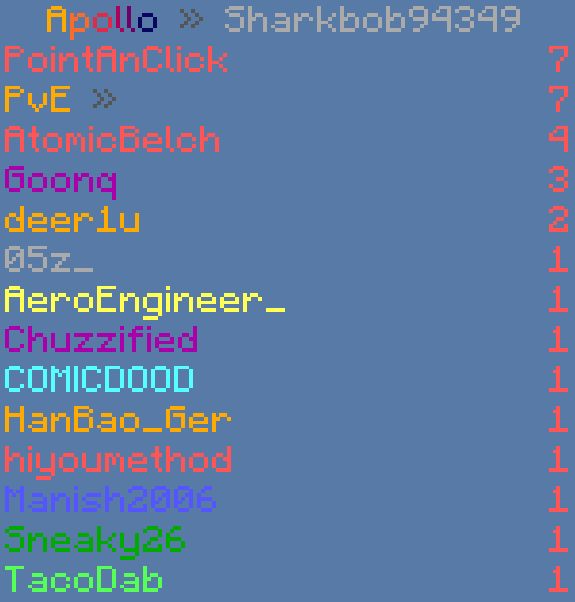 Apollo » Sharkbob94349
PointAnClick 7
PvE » 7
AtomicBelch 4
Goonq 3
deer1u 2
05z_ 1
AeroEngineer_ 1
Chuzzified 1
COMICDOOD 1
HanBao_Ger 1
hiyoumethod 1
Manish2006 1
Sneaky26 1
TacoDab 1